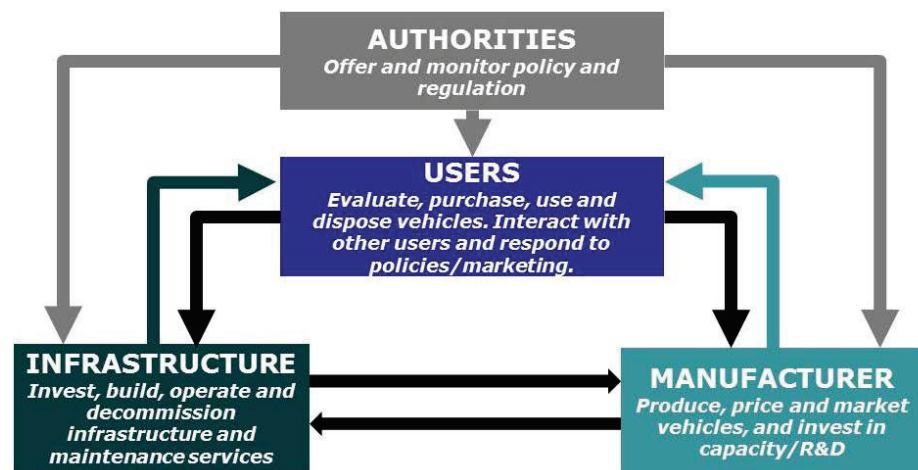 AUTHORITIES
Offer and monitor policy and
regulation
USERS
Evaluate, purchase, use and
dispose vehicles. Interact with
other users and respond to
policies/marketing.
INFRASTRUCTURE
Invest, build, operate and
decommission
infrastructure and
maintenance services
MANUFACTURER
Produce, price and market
vehicles, and invest in
capacity/R&D